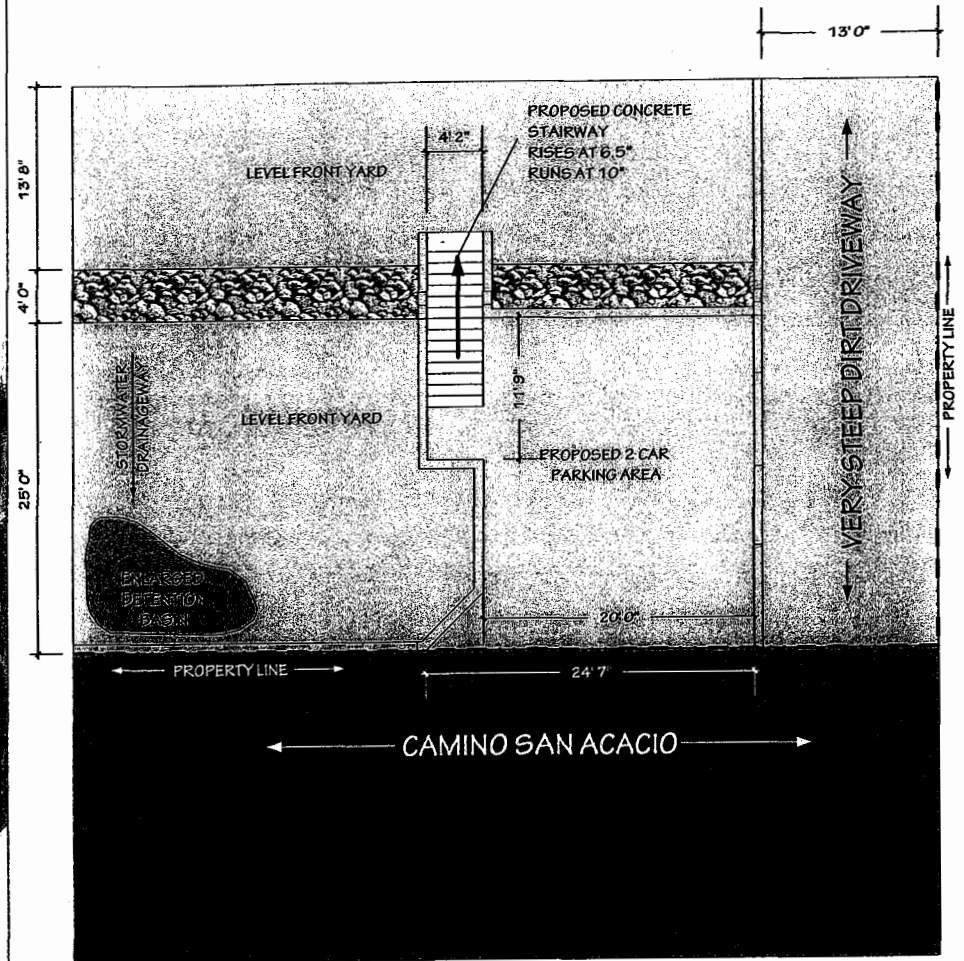 13'0"
PROPOSED CONCRETE
STAIRWAY
RISES AT 6.5"
RUNS AT 10"
4'2"
LEVEL FRONT YARD
13'8"
4'0"
VERY STEEP DIRT DRIVEWAY
PROPERTY LINE
11'9"
STORMWATER
DRAINAGEWAY
LEVEL FRONT YARD
PROPOSED 2 CAR
PARKING AREA
25'0"
ENLARGED
DETENTION
BASIN
20'0"
PROPERTY LINE
24'7"
CAMINO SAN ACACIO